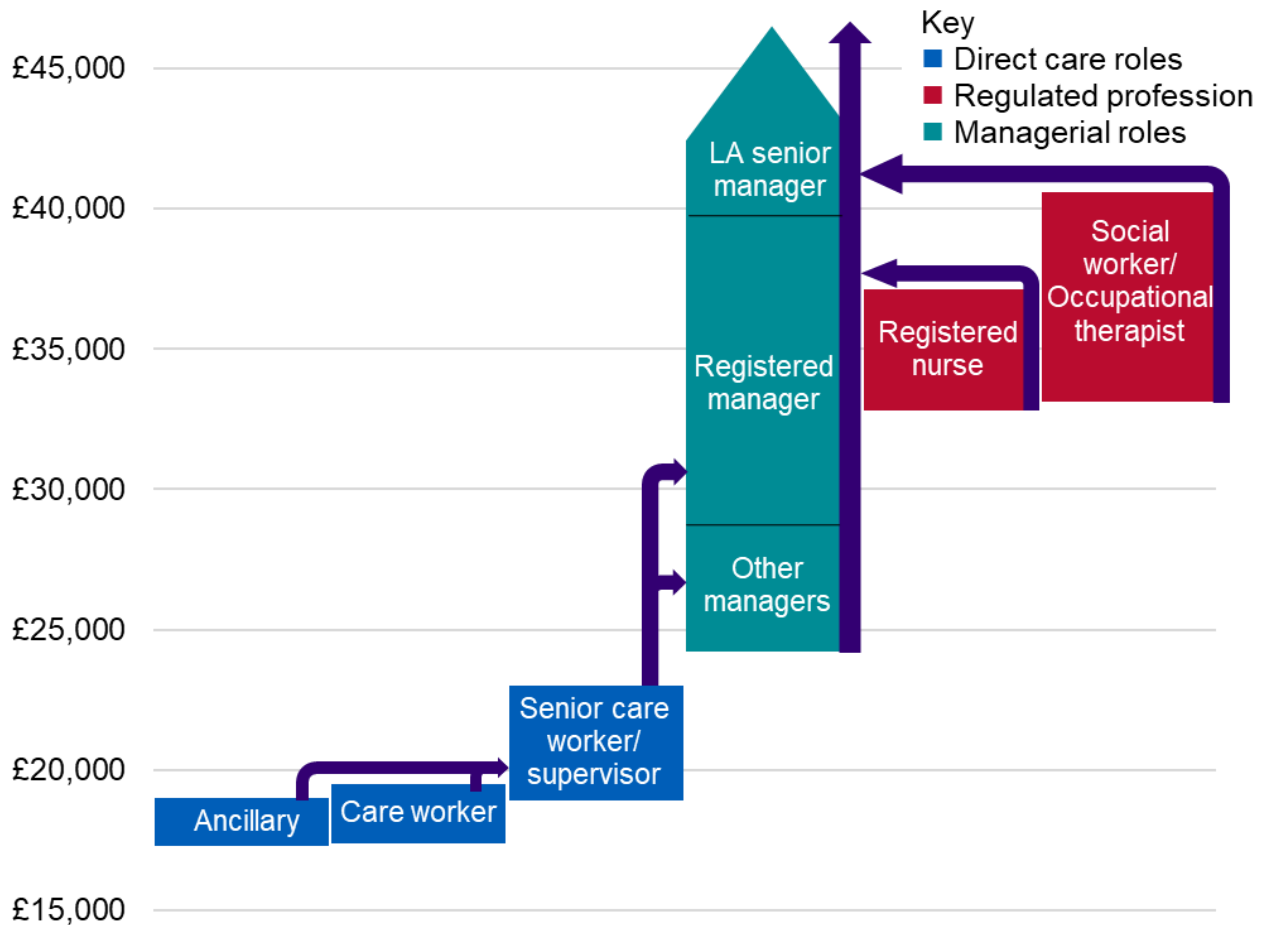 Key
Direct care roles
Regulated profession
Managerial roles
£45,000
£40,000
£35,000
£30,000
£25,000
£20,000
£15,000
LA senior
manager
Registered
manager
Other
managers
Registered
nurse
Social
worker/
Occupational
therapist
Senior care
worker/
supervisor
Ancillary
Care worker